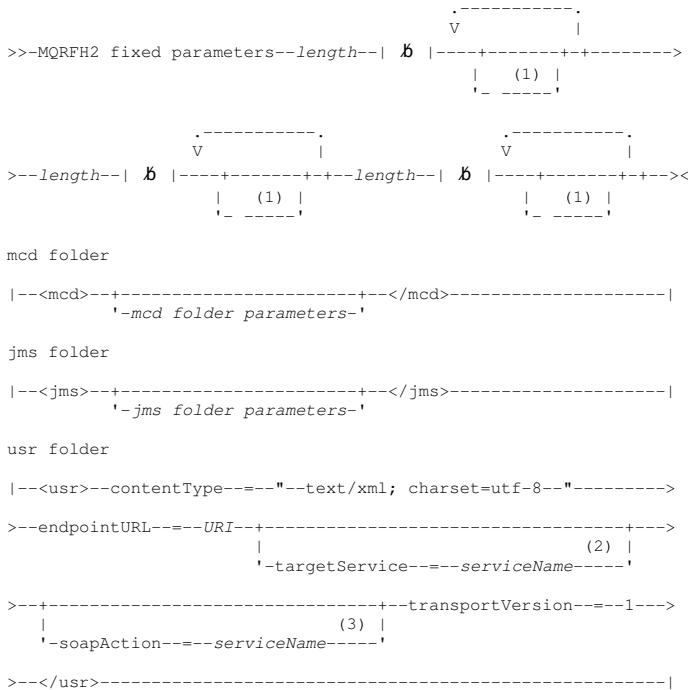 .-----------.
V           |
>>-MQRFH2 fixed parameters--length--| ␢ |----+-------+-+-------->
|   (1) |
'- -----'
.-----------.                  .-----------.
V           |                  V           |
>--length--| ␢ |----+-------+-+--length--| ␢ |----+-------+-+--><
|   (1) |                    |   (1) |
'- -----'                    '- -----'
mcd folder
|--<mcd>--+-----------------------+--</mcd>---------------------|
'-mcd folder parameters-'
jms folder
|--<jms>--+-----------------------+--</jms>---------------------|
'-jms folder parameters-'
usr folder
|--<usr>--contentType--=--"--text/xml; charset=utf-8--"--------->
>--endpointURL--=--URI--+-----------------------------------+--->
|                               (2) |
'-targetService--=--serviceName-----'
>--+--------------------------------+--transportVersion--=--1--->
|                            (3) |
'-soapAction--=--serviceName-----'
>--</usr>-------------------------------------------------------|